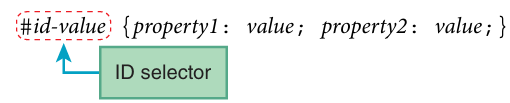 #id-value {property1: value; property2: value;}
ID selector